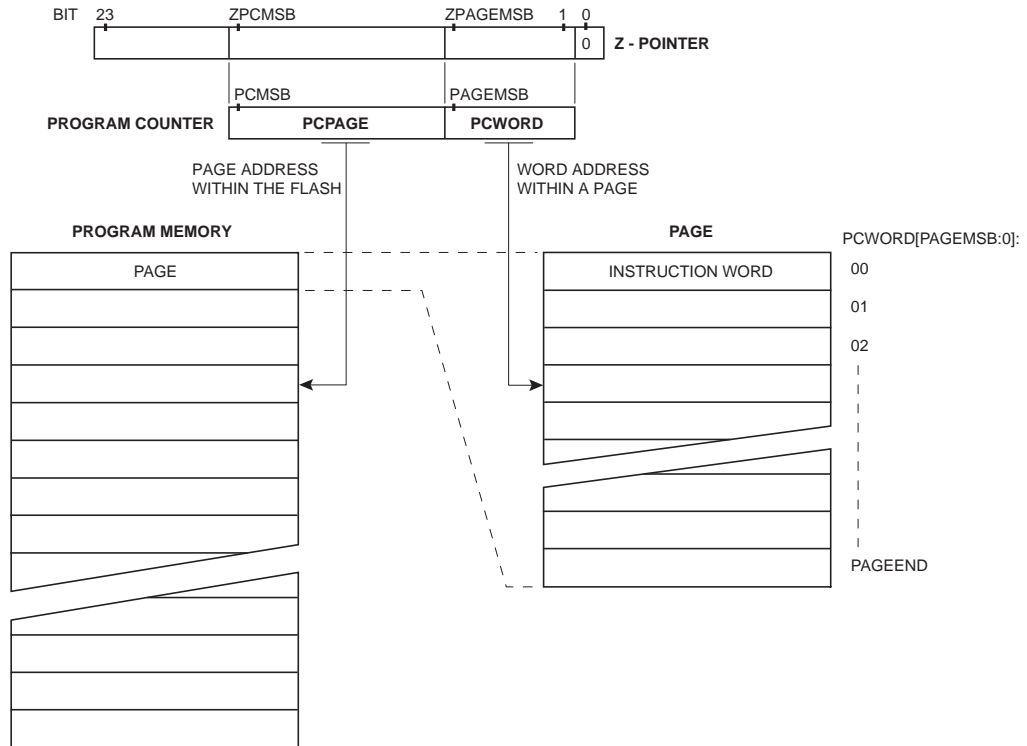 BIT 23 ZPCMSB ZPAGEMSB 1 0
0 Z - POINTER
PCMSB PAGEMSB
PROGRAM COUNTER PCPAGE PCWORD
PAGE ADDRESS
WITHIN THE FLASH
WORD ADDRESS
WITHIN A PAGE
PROGRAM MEMORY
PAGE
PAGE
PCWORD[PAGEMSB:0]:
INSTRUCTION WORD
00
01
02
PAGEEND